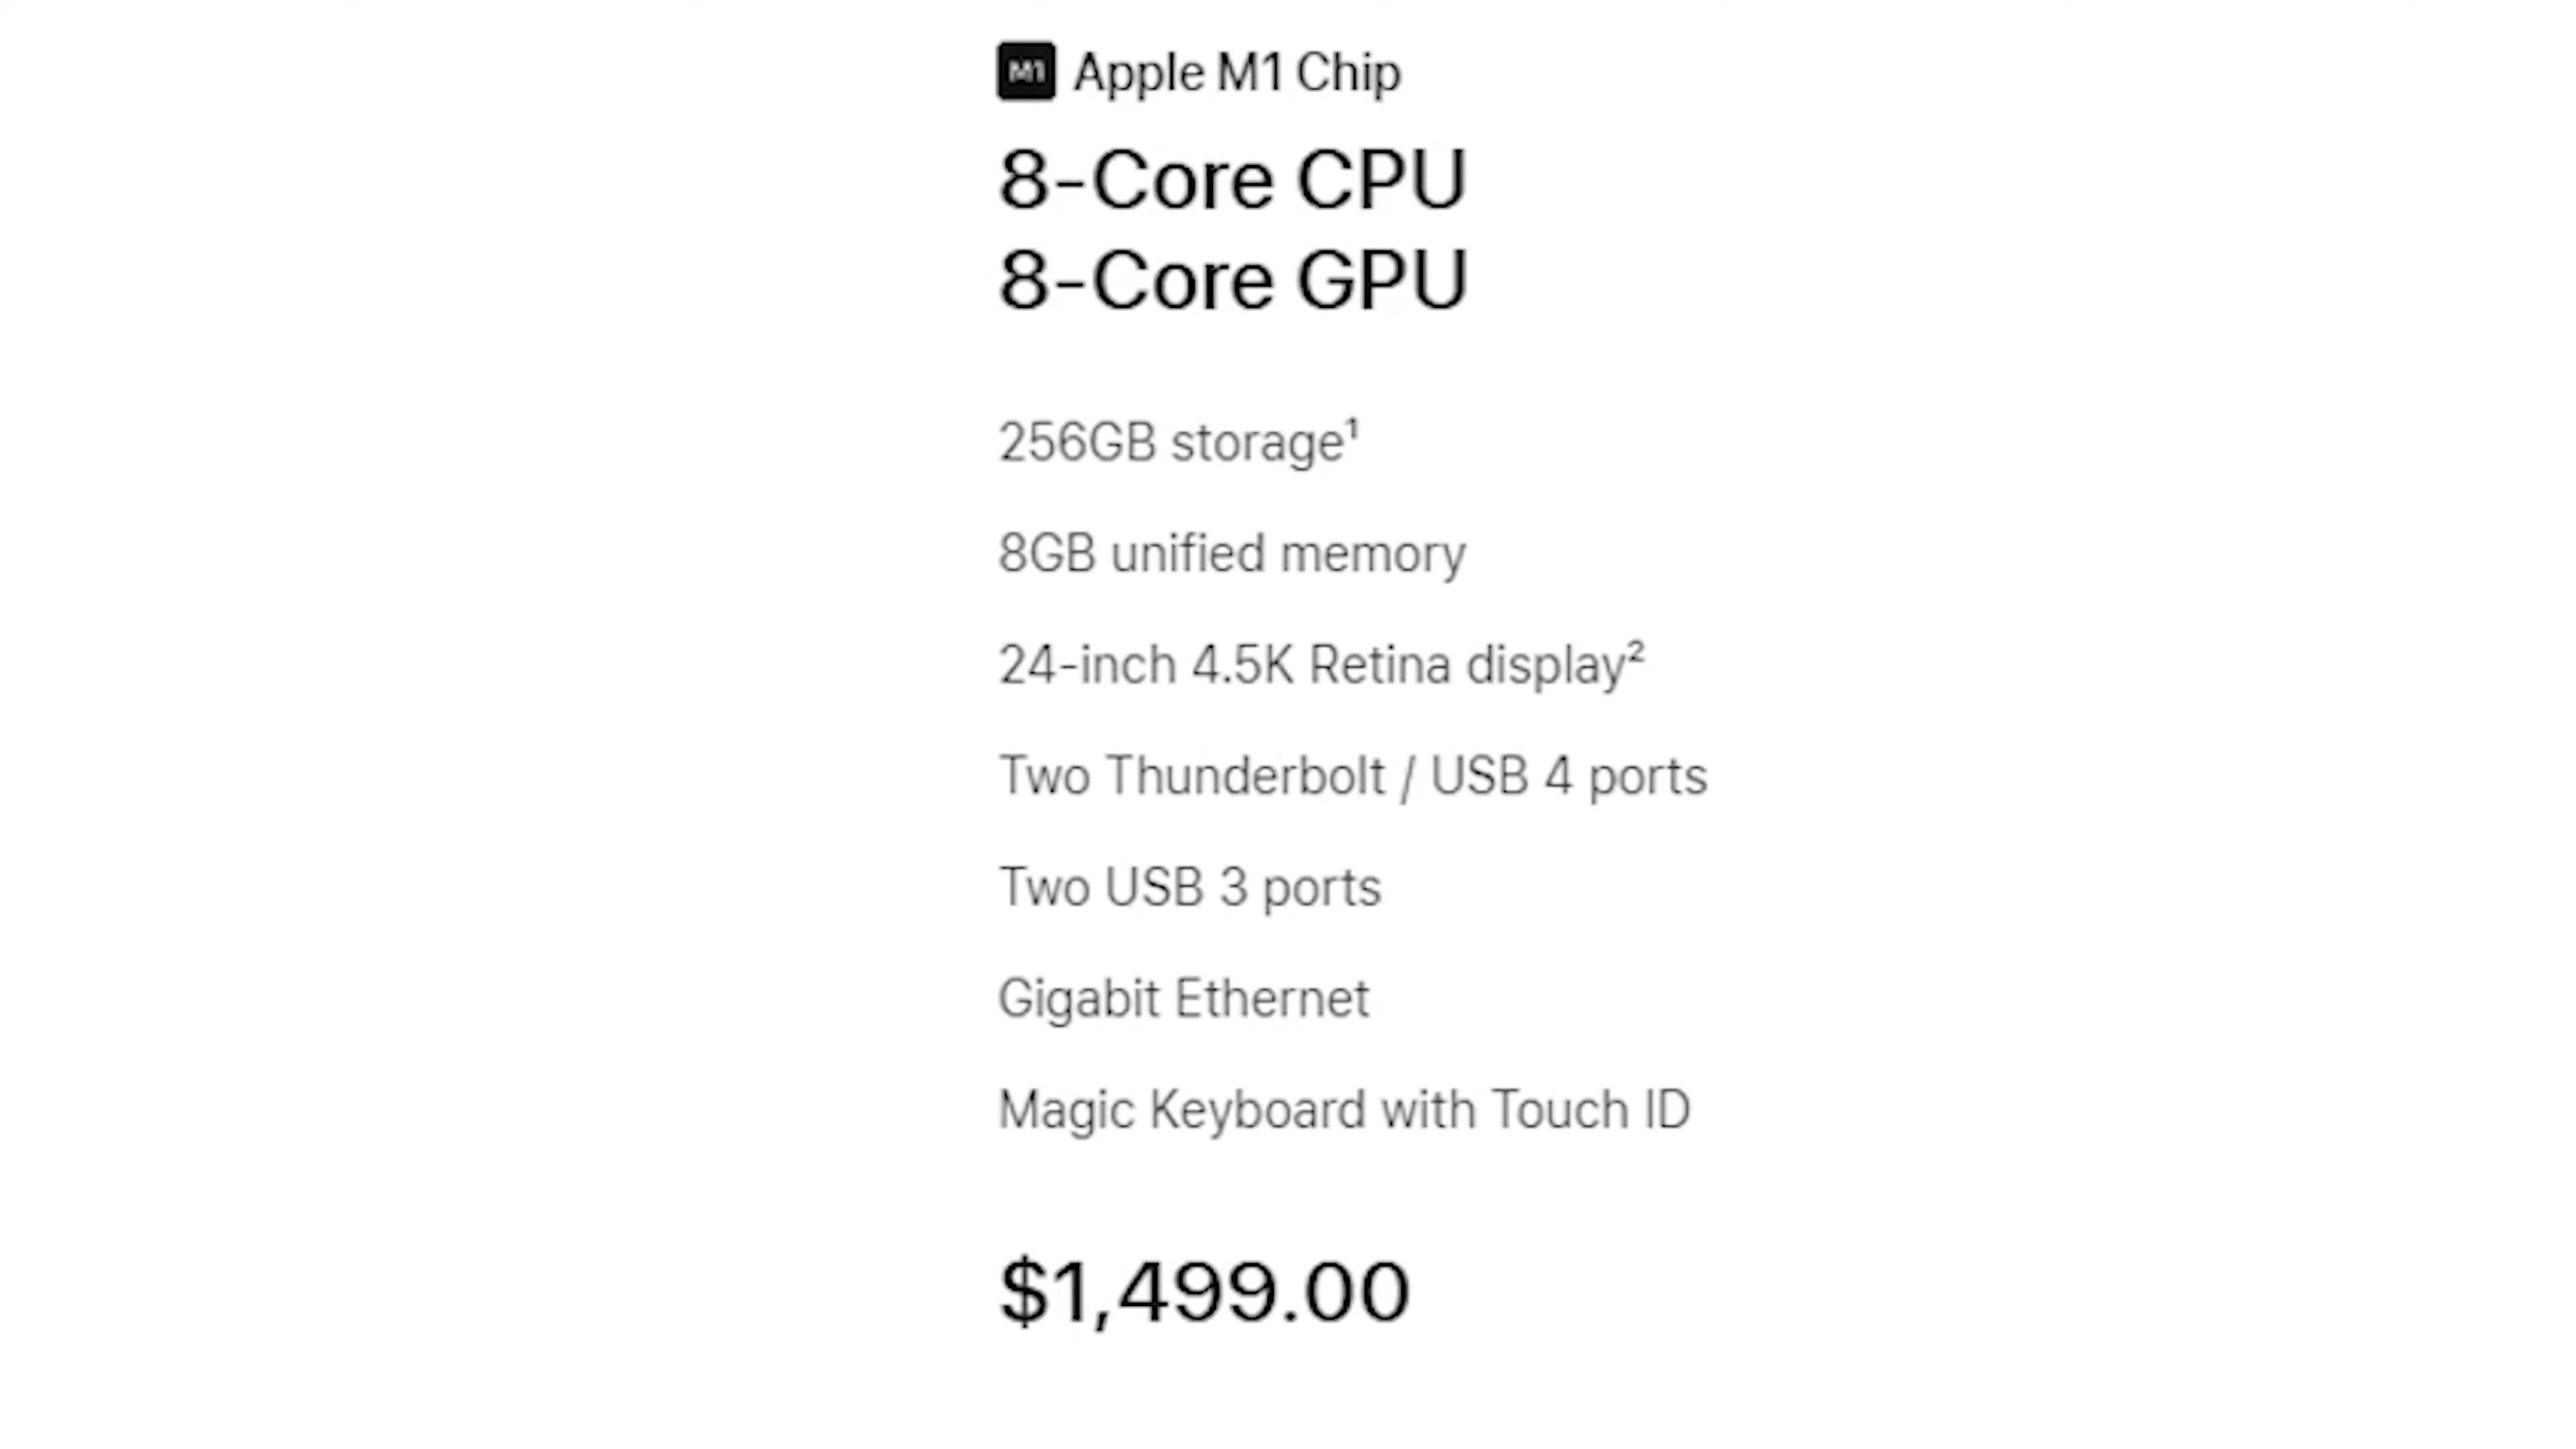 M1 Apple M1 Chip
8-Core CPU
8-Core GPU
256GB storage¹
8GB unified memory
24-inch 4.5K Retina display²
Two Thunderbolt / USB 4 ports
Two USB 3 ports
Gigabit Ethernet
Magic Keyboard with Touch ID
$1,499.00